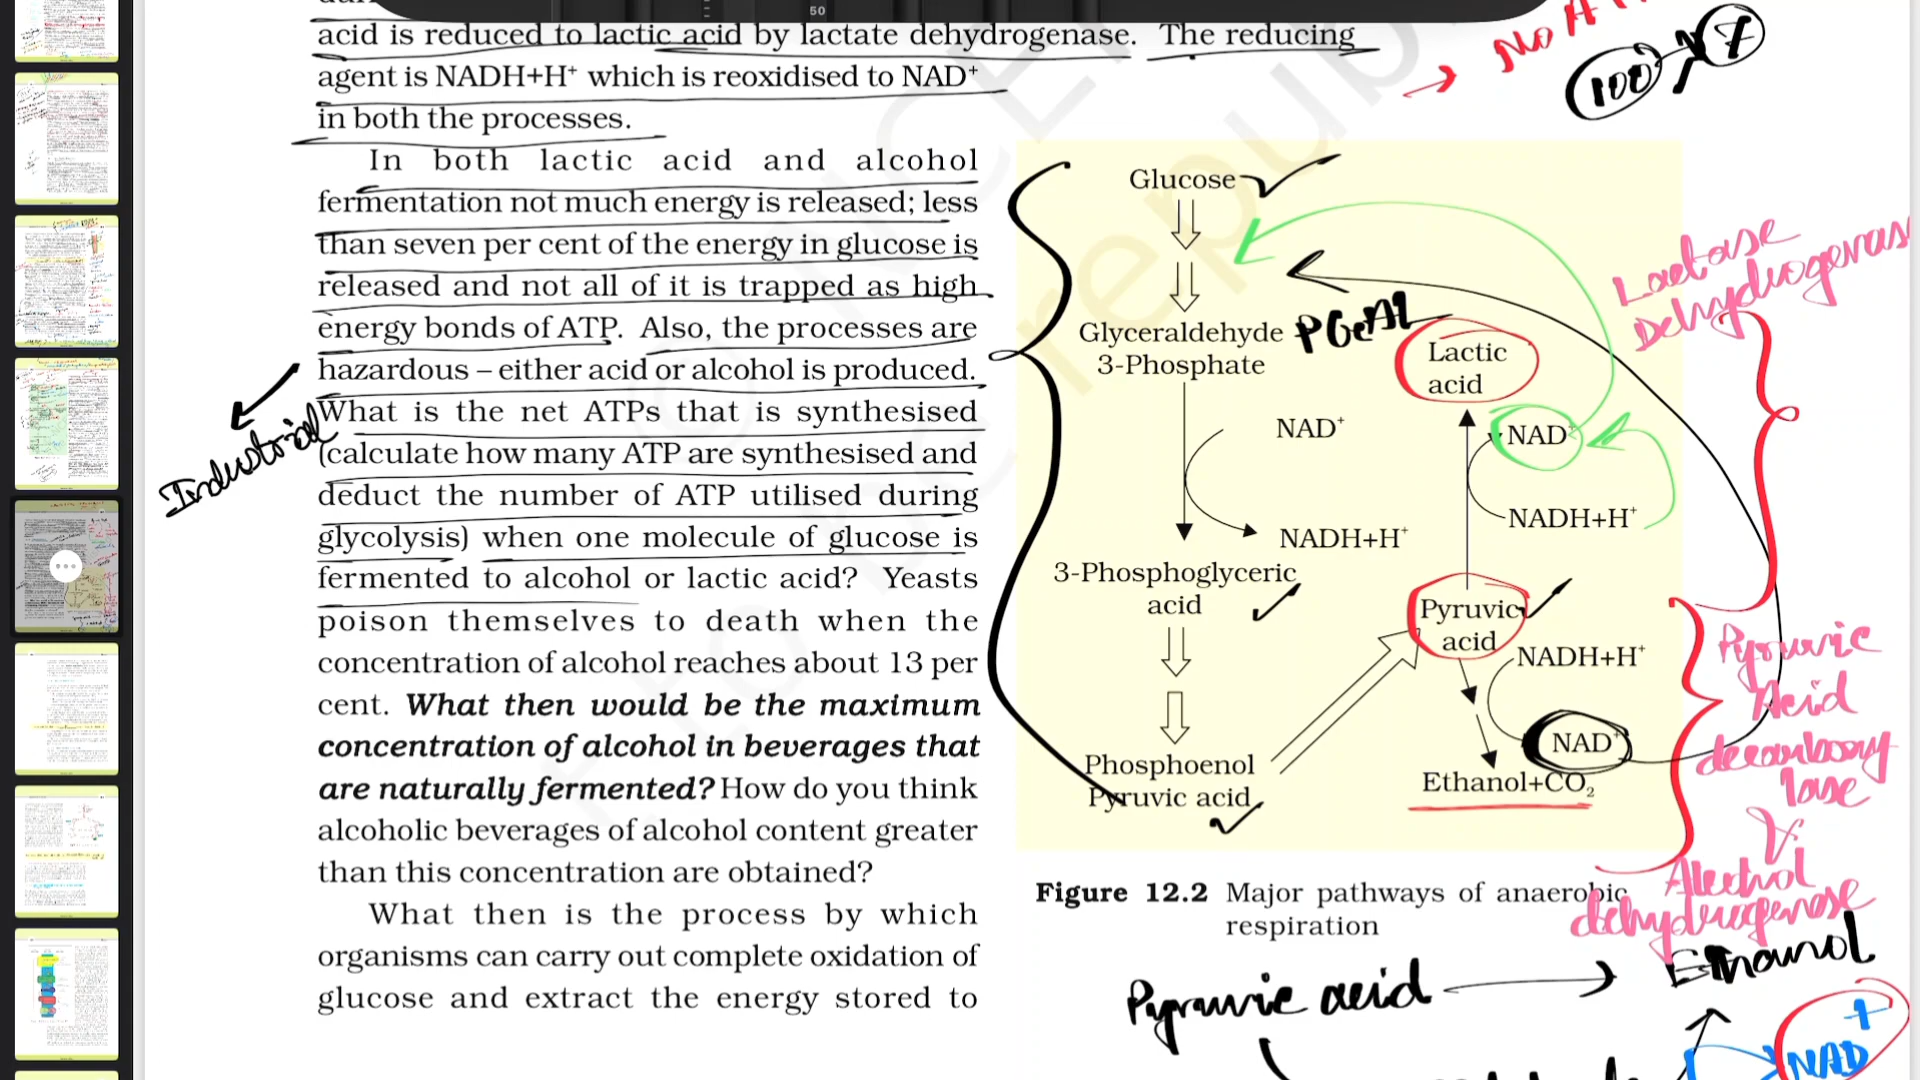 50
acid is reduced to lactic acid by lactate dehydrogenase. The reducing
agent is NADH+H⁺ which is reoxidised to NAD⁺
in both the processes.
In both lactic acid and alcohol
fermentation not much energy is released; less
than seven per cent of the energy in glucose is
released and not all of it is trapped as high
energy bonds of ATP. Also, the processes are
hazardous – either acid or alcohol is produced.
What is the net ATPs that is synthesised
(calculate how many ATP are synthesised and
deduct the number of ATP utilised during
glycolysis) when one molecule of glucose is
fermented to alcohol or lactic acid? Yeasts
poison themselves to death when the
concentration of alcohol reaches about 13 per
cent. What then would be the maximum
concentration of alcohol in beverages that
are naturally fermented? How do you think
alcoholic beverages of alcohol content greater
than this concentration are obtained?
What then is the process by which
organisms can carry out complete oxidation of
glucose and extract the energy stored to
Industrial
No
100
7
Glucose
Glyceraldehyde
3-Phosphate
PGAl
NAD⁺
NADH+H⁺
3-Phosphoglyceric
acid
Phosphoenol
Pyruvic acid
Lactic
acid
NAD⁺
NADH+H⁺
Pyruvic
acid
NADH+H⁺
NAD⁺
Ethanol+CO₂
Dehydrogenase
Pyruvic
Acid
decarboxy
lase
Alcohol
dehydrogenase
Figure 12.2 Major pathways of anaerobic
respiration
Pyruvic acid
Ethanol
NAD +